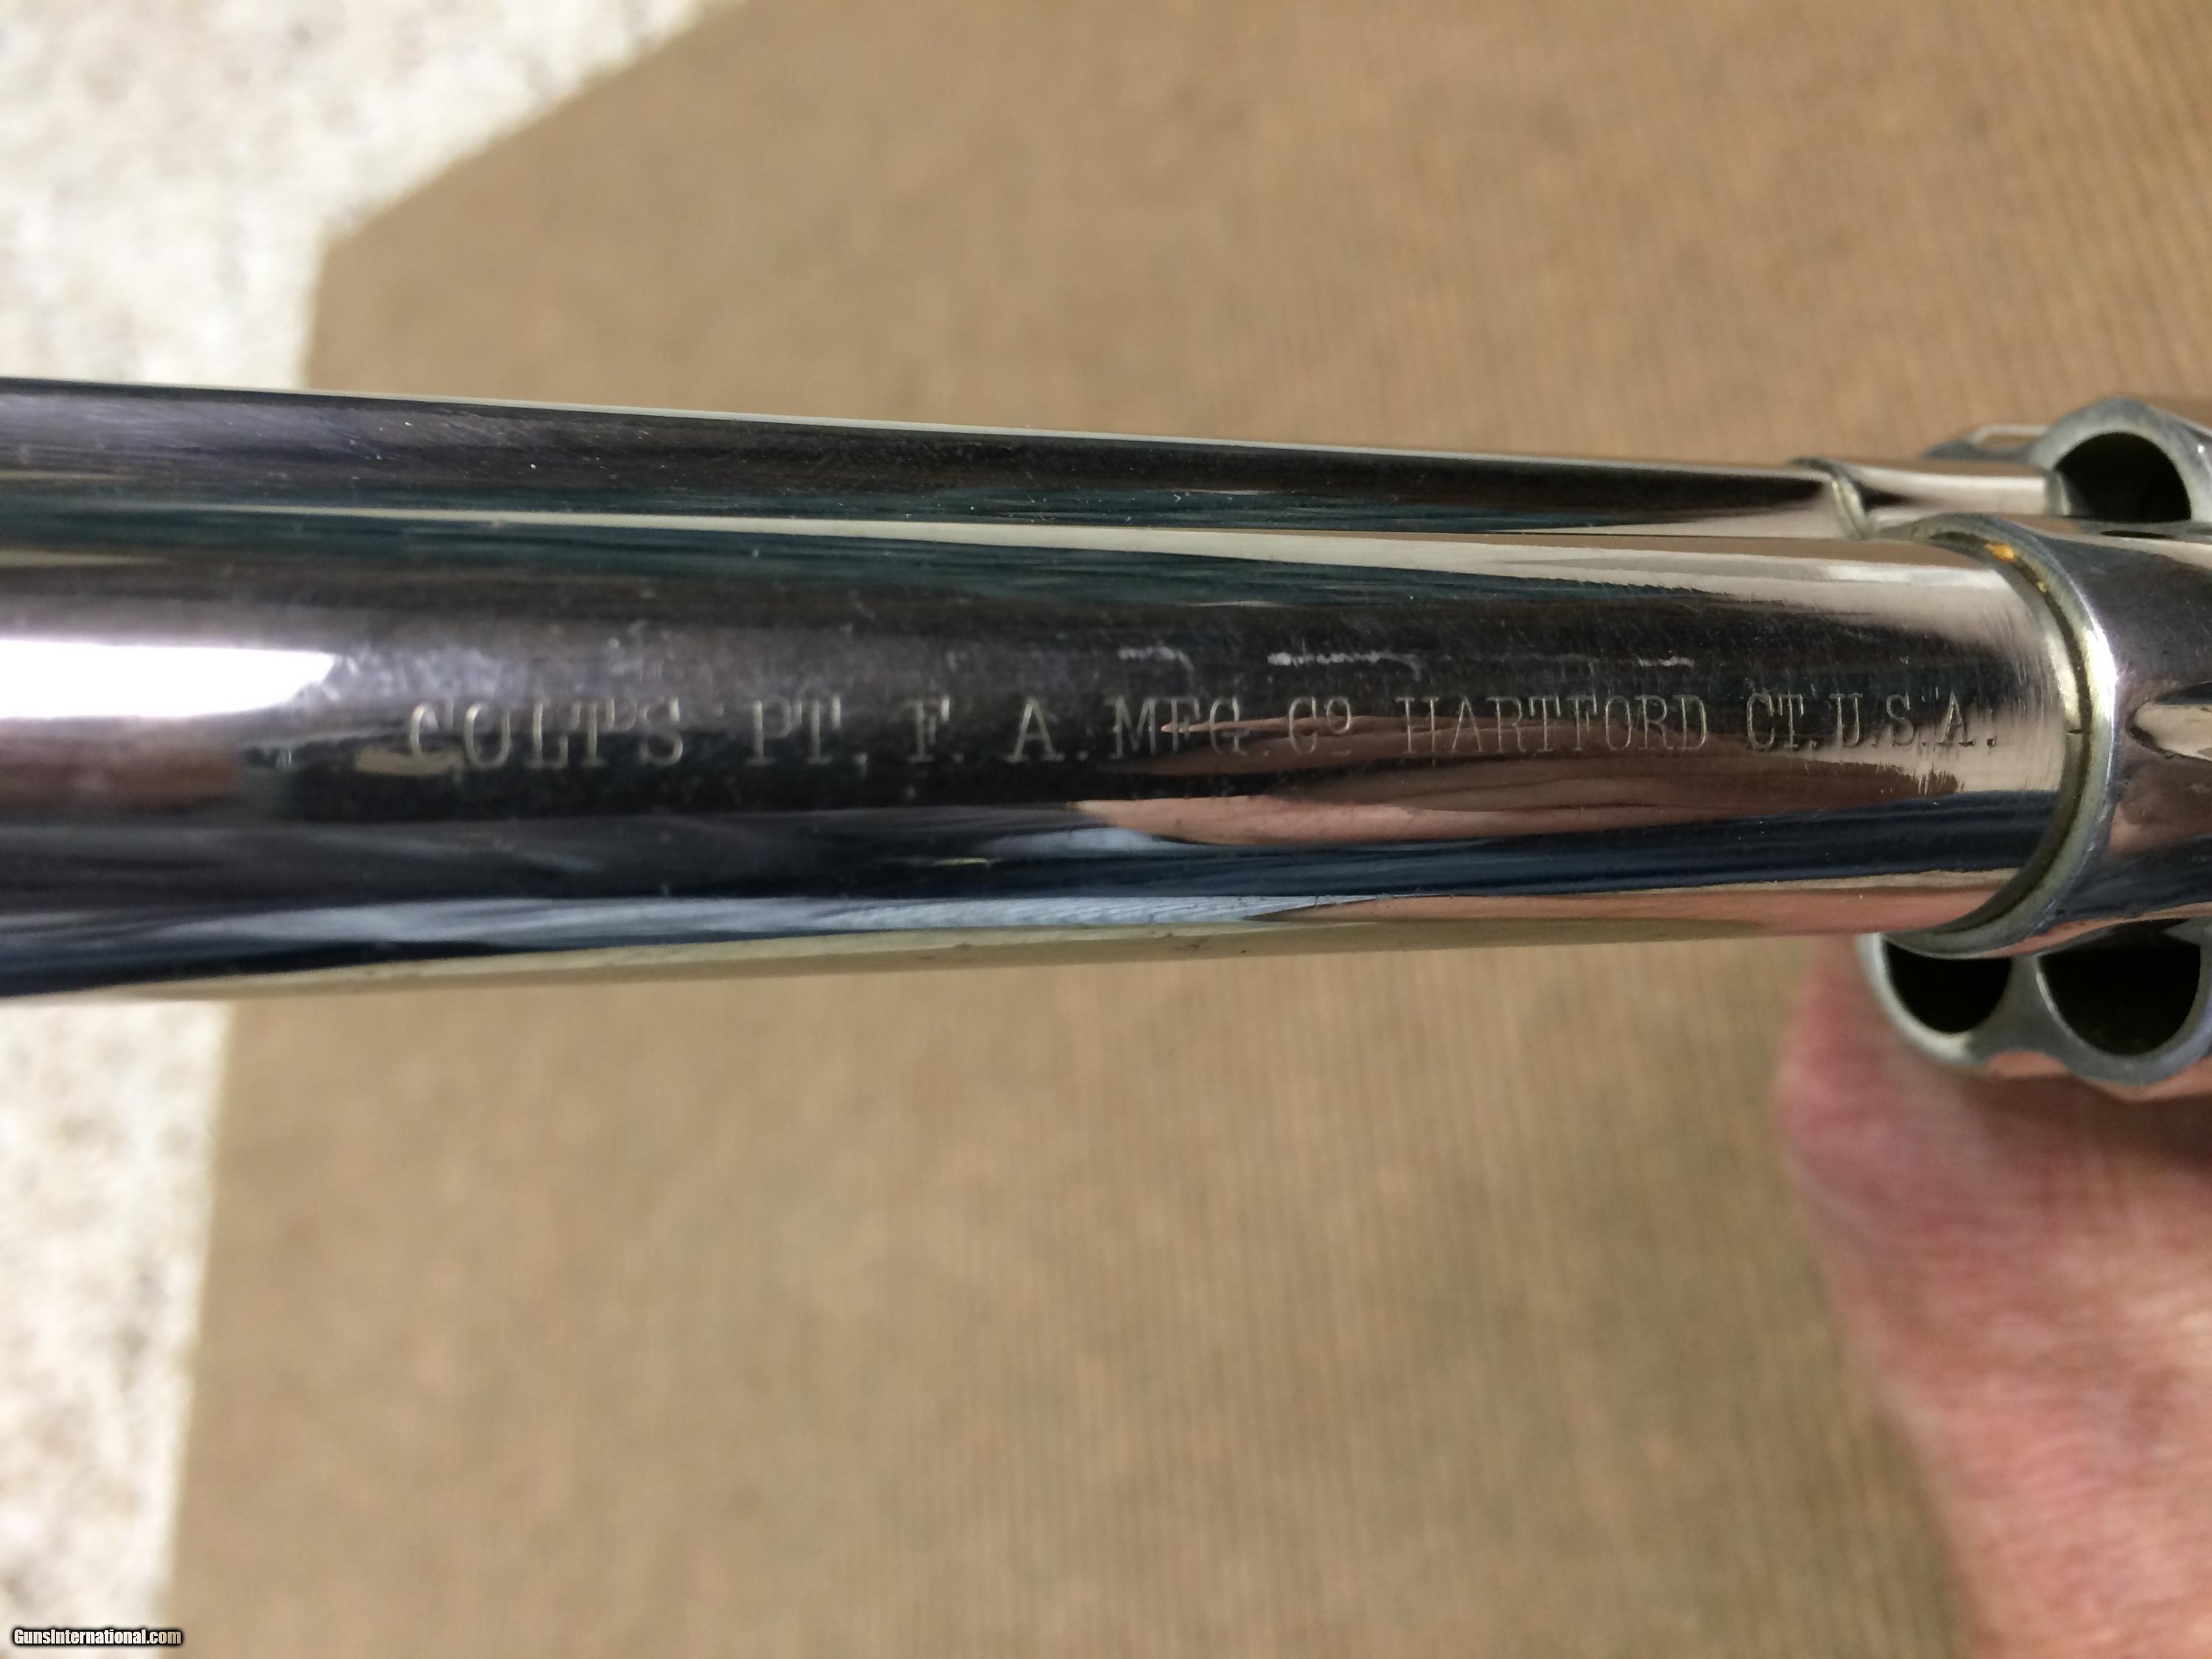 COLT'S PT. F. A. MFG. Cº HARTFORD CT. U.S.A.
GunsInternational.com